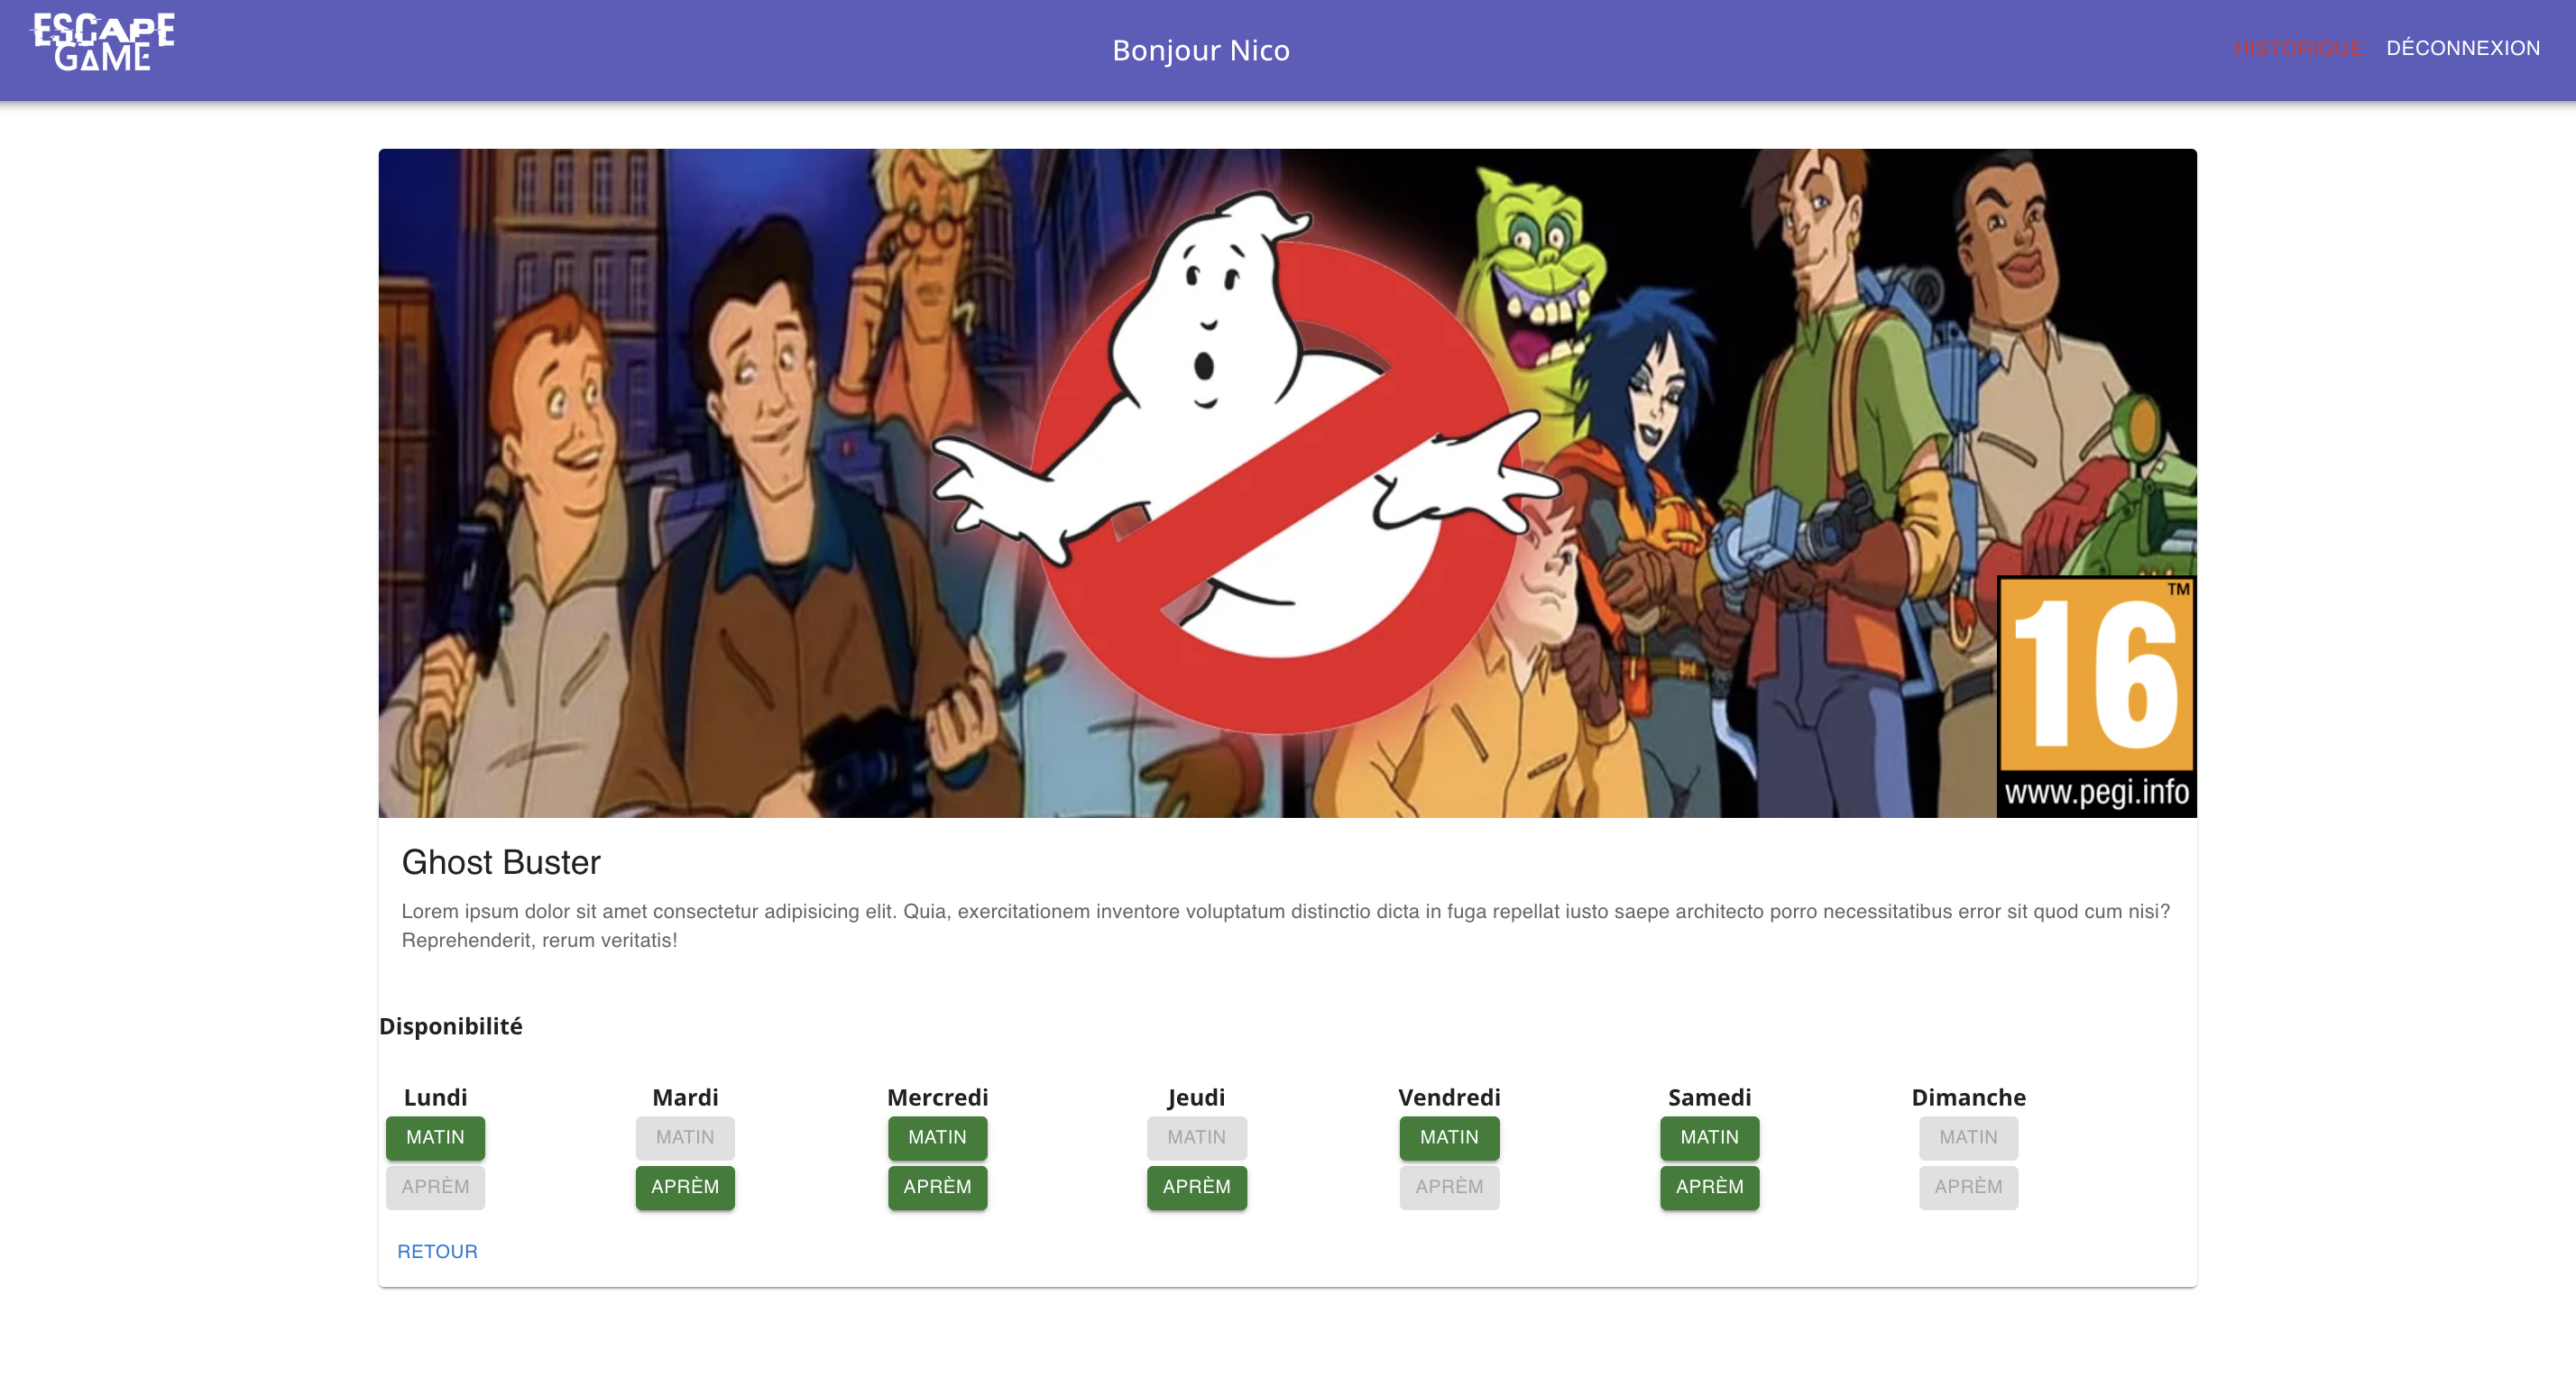 ESCAPE
GAME
Bonjour Nico
HISTORIQUE
DÉCONNEXION
16
TM
www.pegi.info
Ghost Buster
Lorem ipsum dolor sit amet consectetur adipisicing elit. Quia, exercitationem inventore voluptatum distinctio dicta in fuga repellat iusto saepe architecto porro necessitatibus error sit quod cum nisi?
Reprehenderit, rerum veritatis!
Disponibilité
Lundi
MATIN
APRÈM
Mardi
MATIN
APRÈM
Mercredi
MATIN
APRÈM
Jeudi
MATIN
APRÈM
Vendredi
MATIN
APRÈM
Samedi
MATIN
APRÈM
Dimanche
MATIN
APRÈM
RETOUR